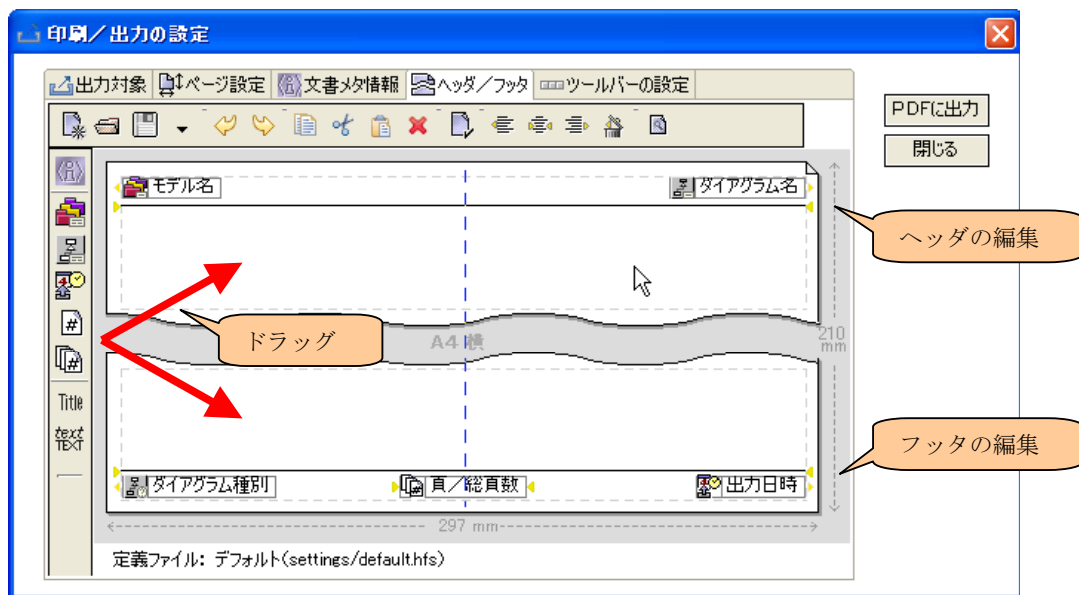 印刷／出力の設定
出力対象 ページ設定 文書メタ情報 ヘッダ／フッタ ツールバーの設定
PDFに出力
閉じる
モデル名 ダイアグラム名
ヘッダの編集
ドラッグ
A4 横
210
mm
Title
text
TEXT
フッタの編集
ダイアグラム種別 頁／総頁数 出力日時
297 mm
定義ファイル: デフォルト(settings/default.hfs)